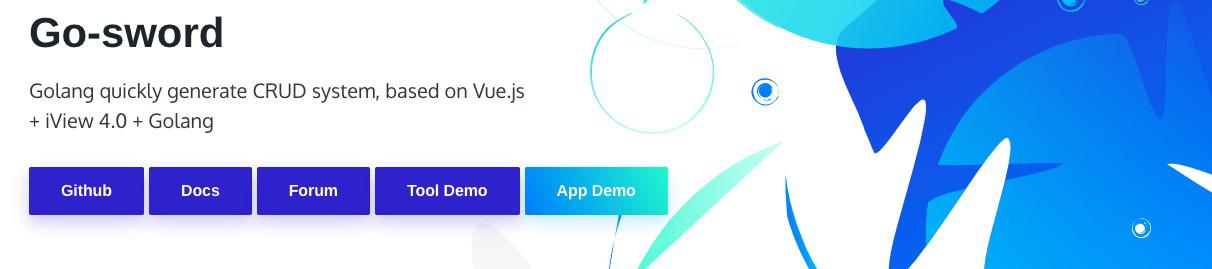 Go-sword
Golang quickly generate CRUD system, based on Vue.js
+ iView 4.0 + Golang
Github Docs Forum Tool Demo App Demo